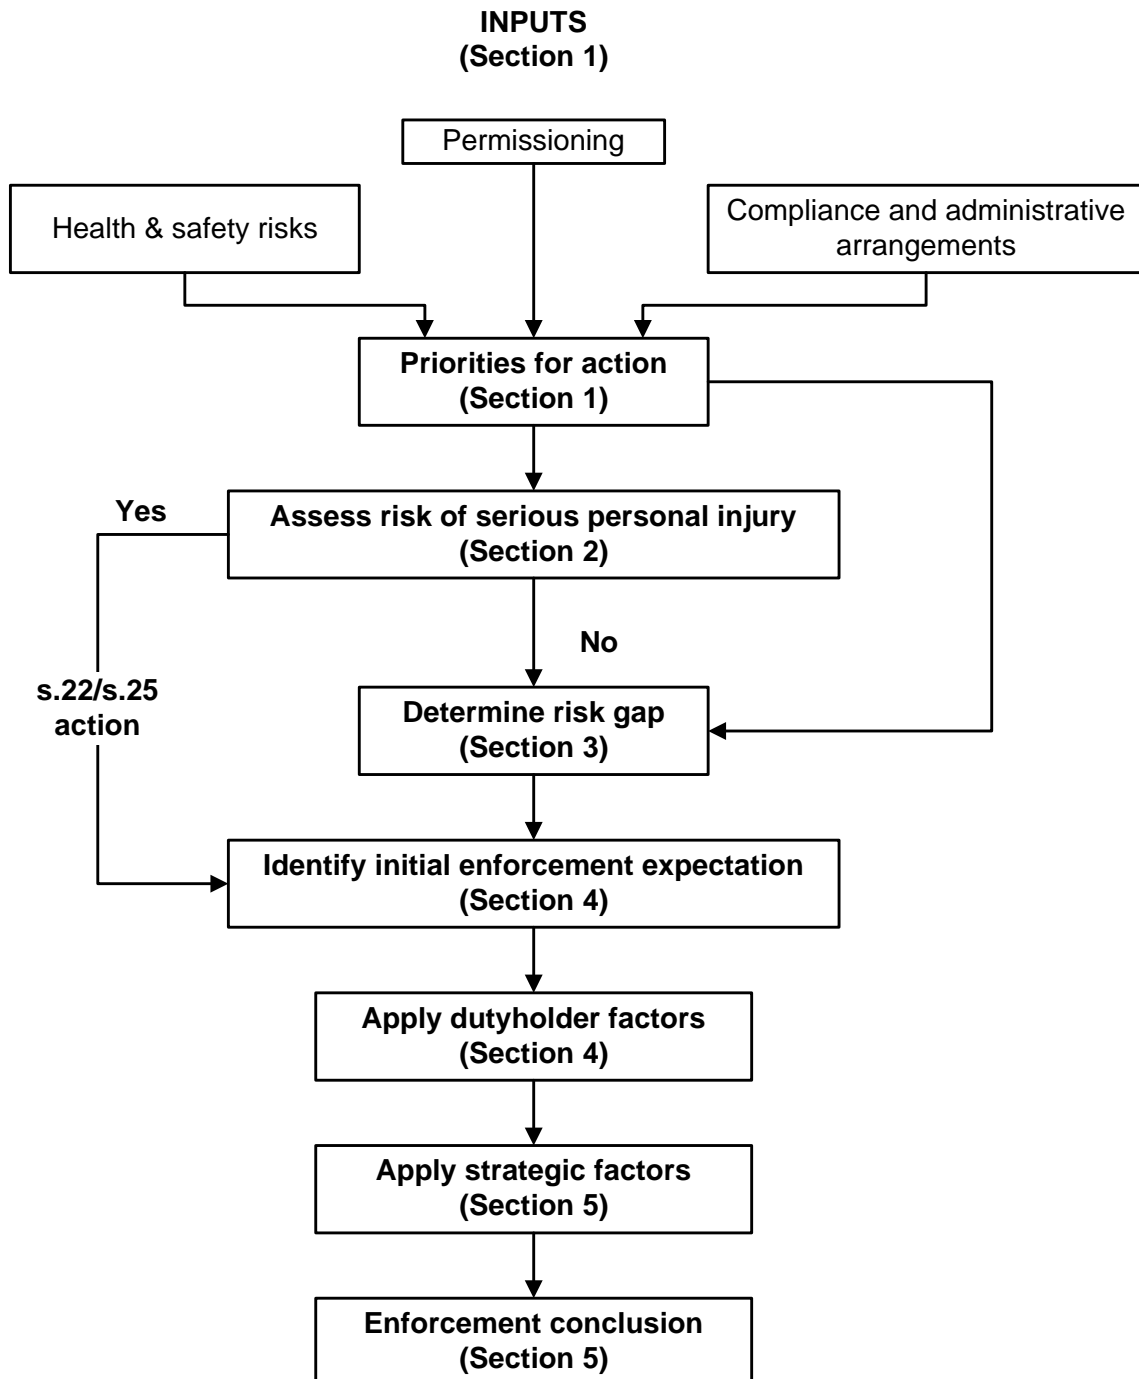 INPUTS
(Section 1)
Permissioning
Health & safety risks
Compliance and administrative
arrangements
Priorities for action
(Section 1)
Yes
Assess risk of serious personal injury
(Section 2)
No
s.22/s.25
action
Determine risk gap
(Section 3)
Identify initial enforcement expectation
(Section 4)
Apply dutyholder factors
(Section 4)
Apply strategic factors
(Section 5)
Enforcement conclusion
(Section 5)